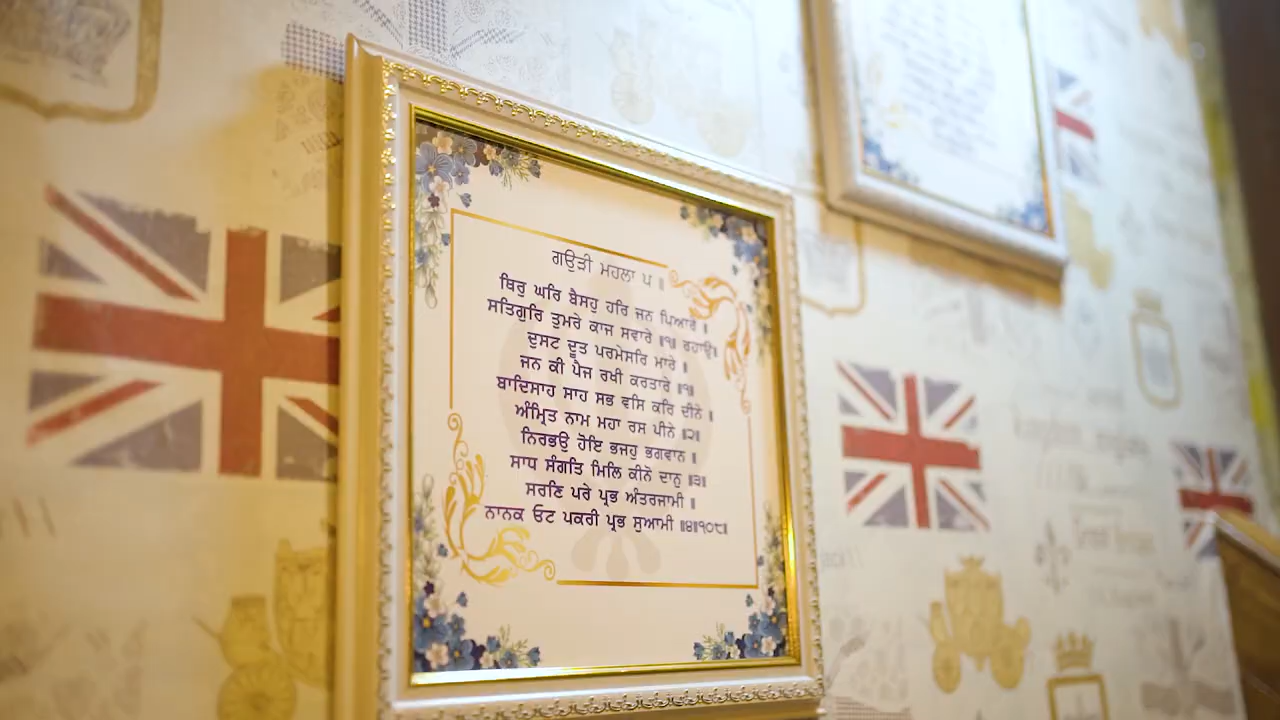 ਗਉੜੀ ਮਹਲਾ ੫ ॥
ਥਿਰੁ ਘਰਿ ਬੈਸਹੁ ਹਰਿ ਜਨ ਪਿਆਰੇ ॥
ਸਤਿਗੁਰਿ ਤੁਮਰੇ ਕਾਜ ਸਵਾਰੇ ॥੧॥ ਰਹਾਉ॥
ਦੁਸਟ ਦੂਤ ਪਰਮੇਸਰਿ ਮਾਰੇ ॥
ਜਨ ਕੀ ਪੈਜ ਰਖੀ ਕਰਤਾਰੇ ॥੧॥
ਬਾਦਿਸਾਹ ਸਾਹ ਸਭ ਵਸਿ ਕਰਿ ਦੀਨੇ ॥
ਅੰਮ੍ਰਿਤ ਨਾਮ ਮਹਾ ਰਸ ਪੀਨੇ ॥੨॥
ਨਿਰਭਉ ਹੋਇ ਭਜਹੁ ਭਗਵਾਨ ॥
ਸਾਧ ਸੰਗਤਿ ਮਿਲਿ ਕੀਨੋ ਦਾਨੁ ॥੩॥
ਸਰਣਿ ਪਰੇ ਪ੍ਰਭ ਅੰਤਰਜਾਮੀ ॥
ਨਾਨਕ ਓਟ ਪਕਰੀ ਪ੍ਰਭ ਸੁਆਮੀ ॥੪॥੧੦੮॥